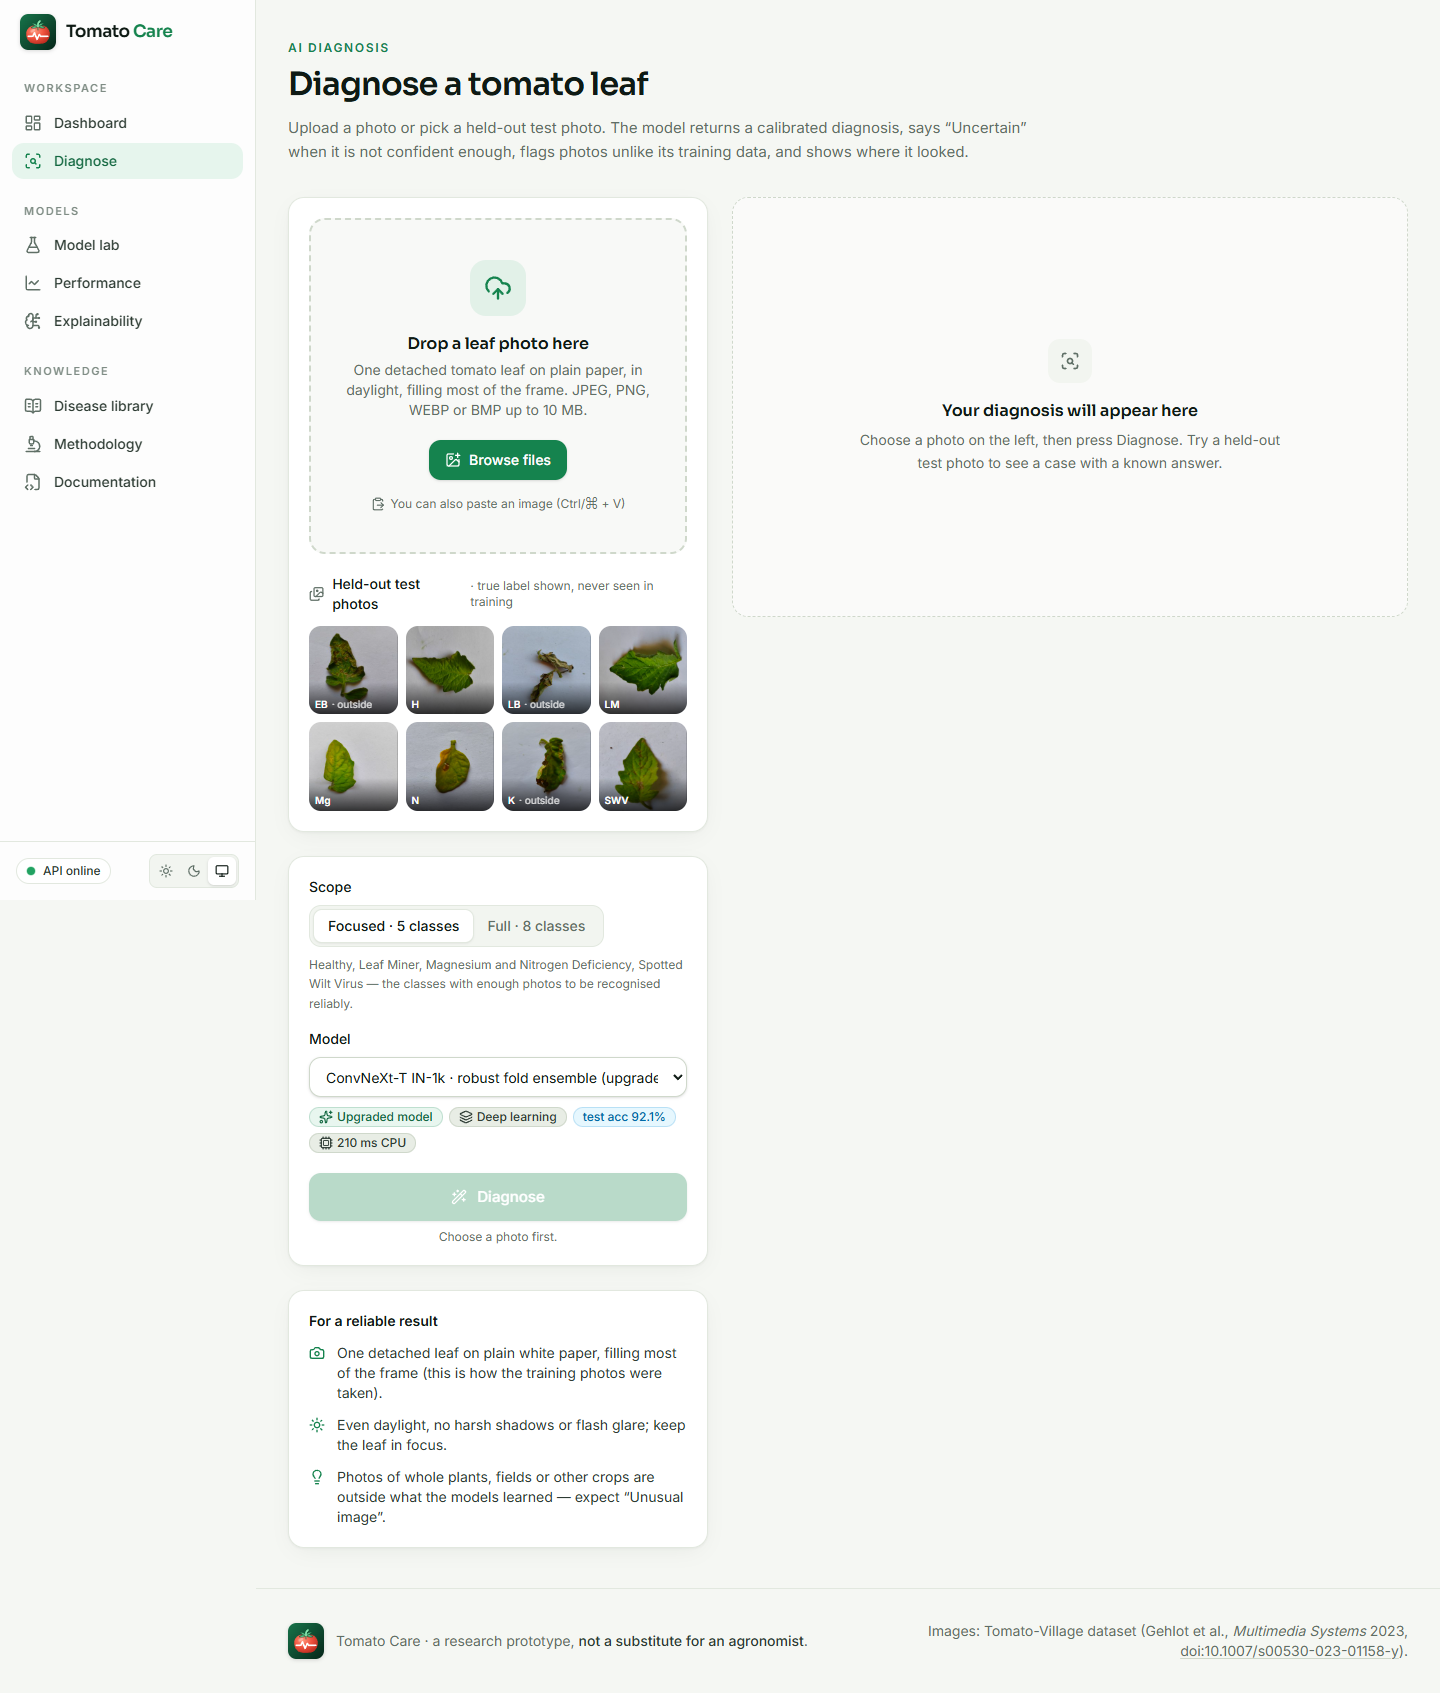 Tomato Care
WORKSPACE
Dashboard
Diagnose
MODELS
Model lab
Performance
Explainability
KNOWLEDGE
Disease library
Methodology
Documentation
API online
AI DIAGNOSIS
Diagnose a tomato leaf
Upload a photo or pick a held-out test photo. The model returns a calibrated diagnosis, says “Uncertain”
when it is not confident enough, flags photos unlike its training data, and shows where it looked.
Drop a leaf photo here
One detached tomato leaf on plain paper, in
daylight, filling most of the frame. JPEG, PNG,
WEBP or BMP up to 10 MB.
Browse files
You can also paste an image (Ctrl/⌘ + V)
Held-out test
photos
· true label shown, never seen in
training
EB · outside
H
LB · outside
LM
Mg
N
K · outside
SWV
Scope
Focused · 5 classes
Full · 8 classes
Healthy, Leaf Miner, Magnesium and Nitrogen Deficiency, Spotted
Wilt Virus — the classes with enough photos to be recognised
reliably.
Model
ConvNeXt-T IN-1k · robust fold ensemble (upgrade
Upgraded model
Deep learning
test acc 92.1%
210 ms CPU
Diagnose
Choose a photo first.
For a reliable result
One detached leaf on plain white paper, filling most
of the frame (this is how the training photos were
taken).
Even daylight, no harsh shadows or flash glare; keep
the leaf in focus.
Photos of whole plants, fields or other crops are
outside what the models learned — expect “Unusual
image”.
Your diagnosis will appear here
Choose a photo on the left, then press Diagnose. Try a held-out
test photo to see a case with a known answer.
Tomato Care · a research prototype, not a substitute for an agronomist.
Images: Tomato-Village dataset (Gehlot et al., Multimedia Systems 2023,
doi:10.1007/s00530-023-01158-y).